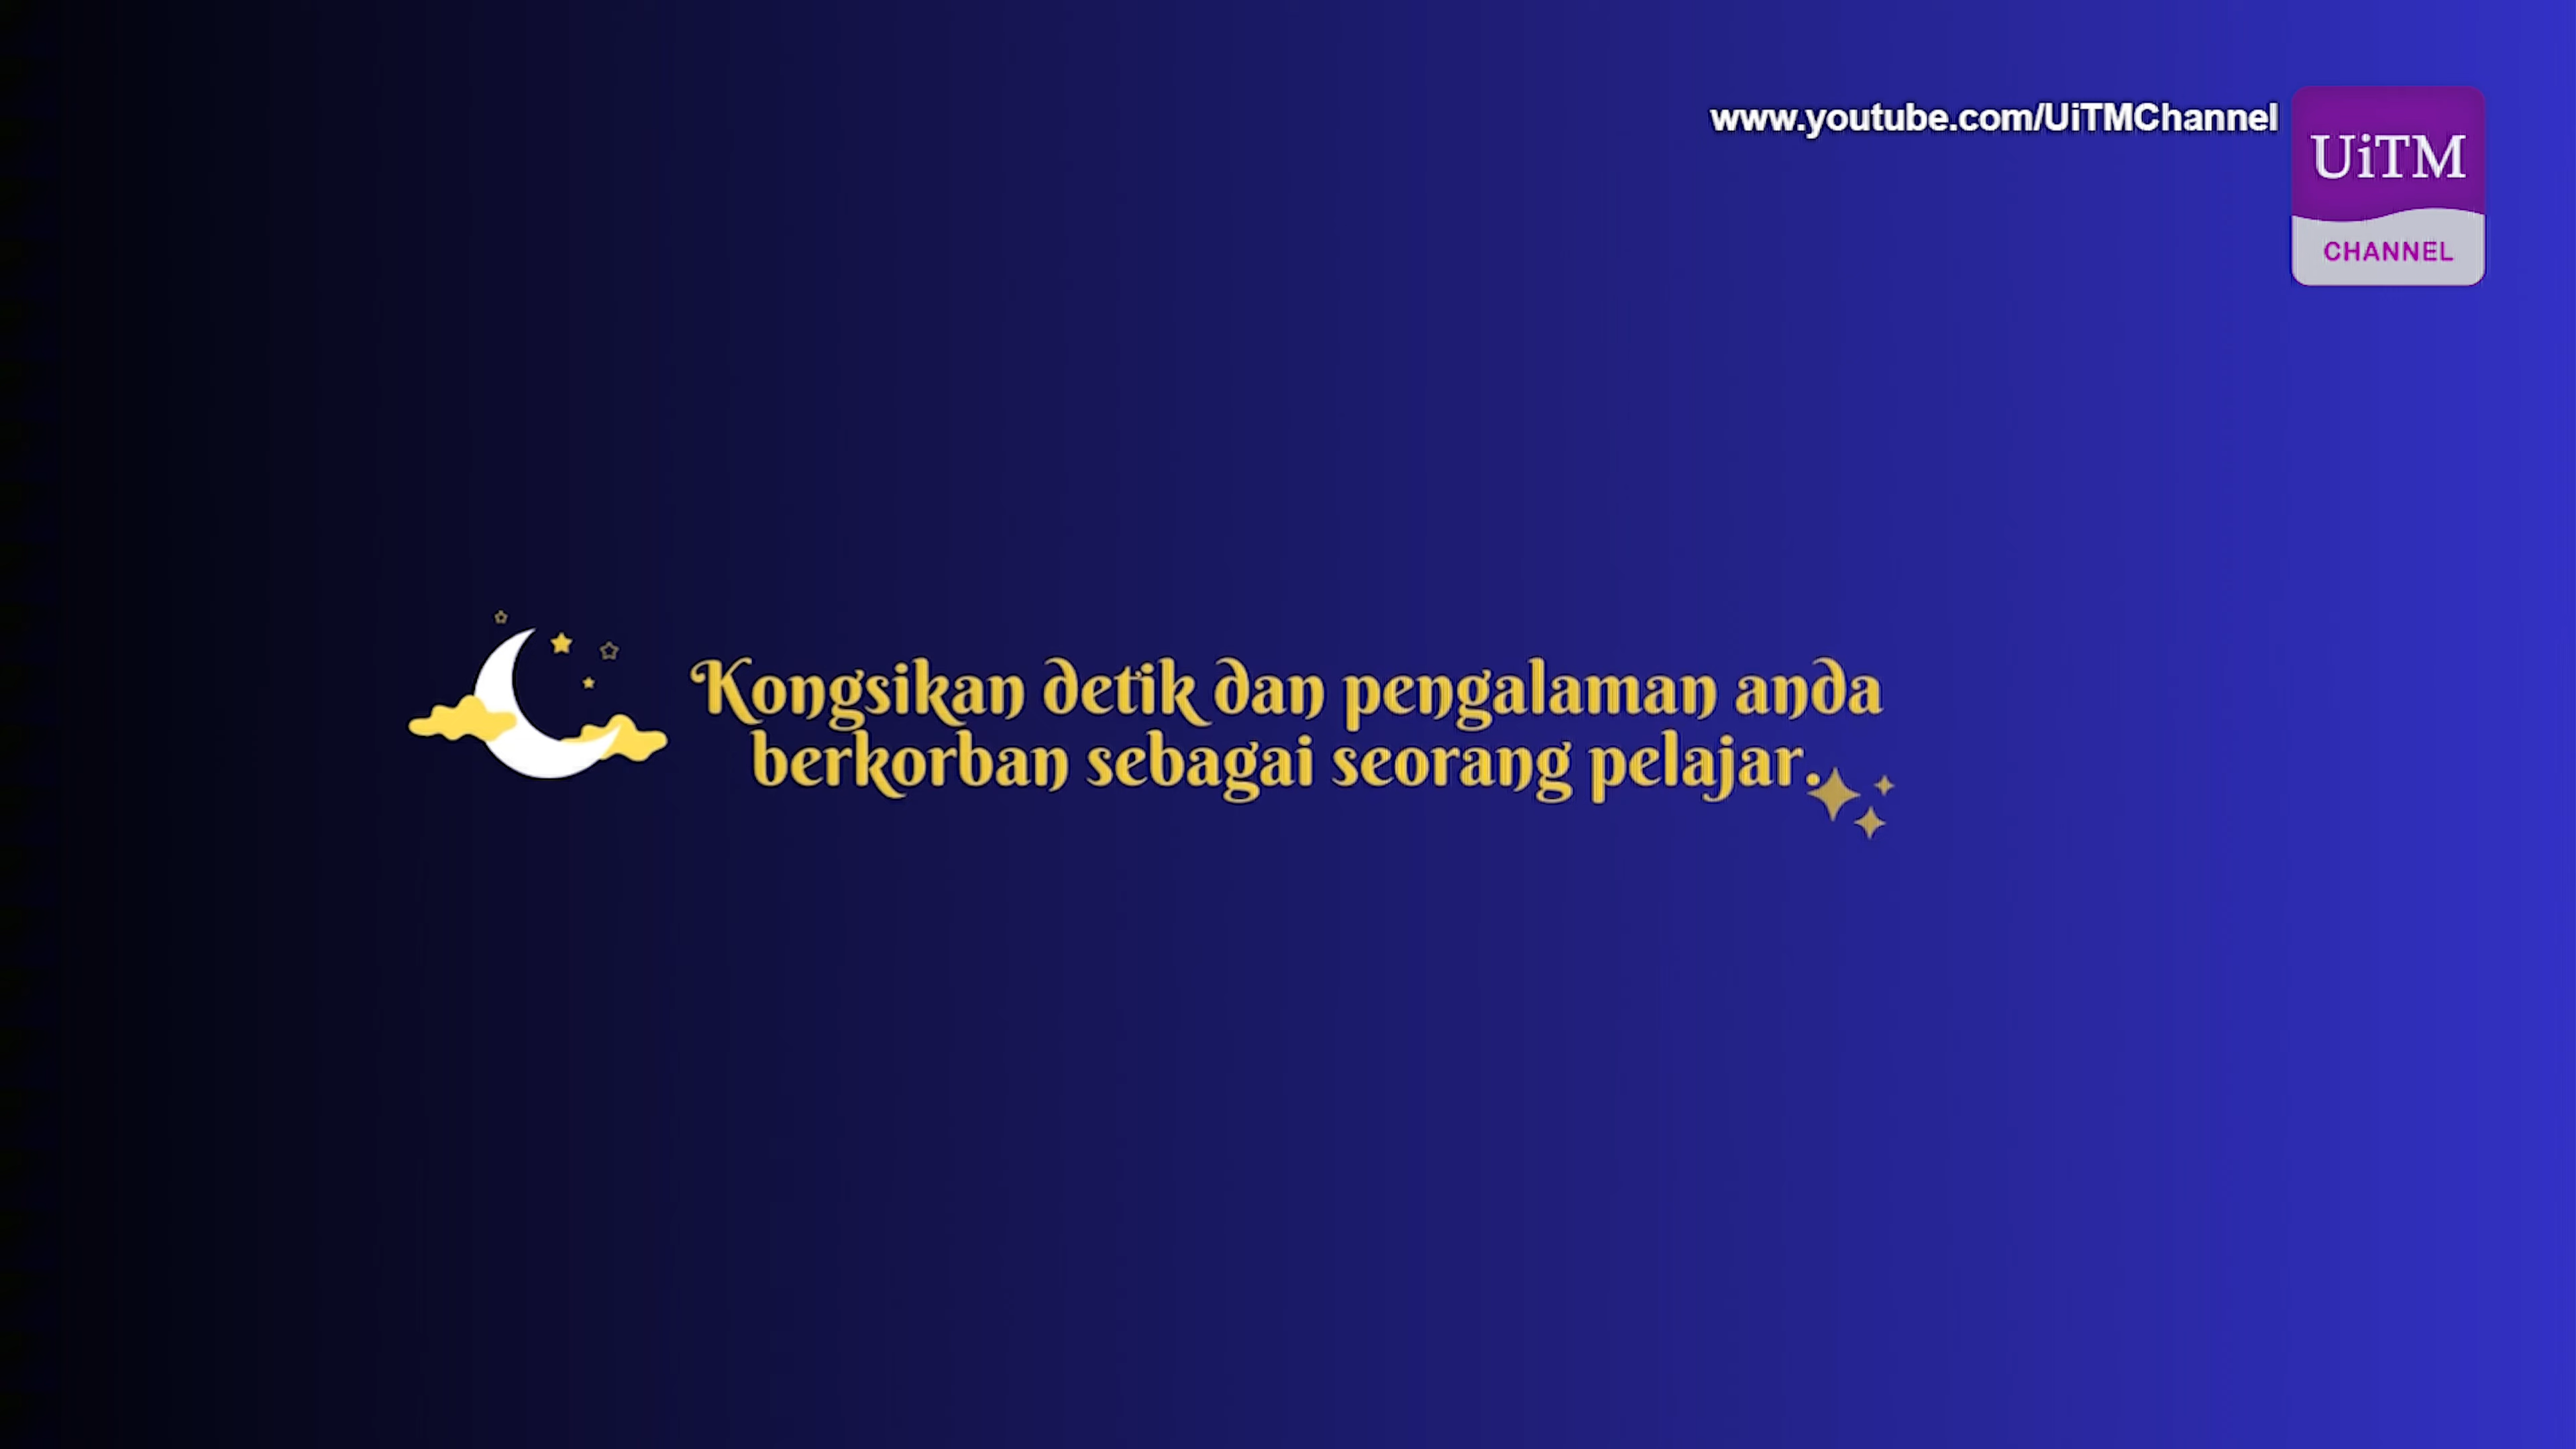 www.youtube.com/UiTMChannel
UiTM
CHANNEL
Kongsikan detik dan pengalaman anda
berkorban sebagai seorang pelajar.